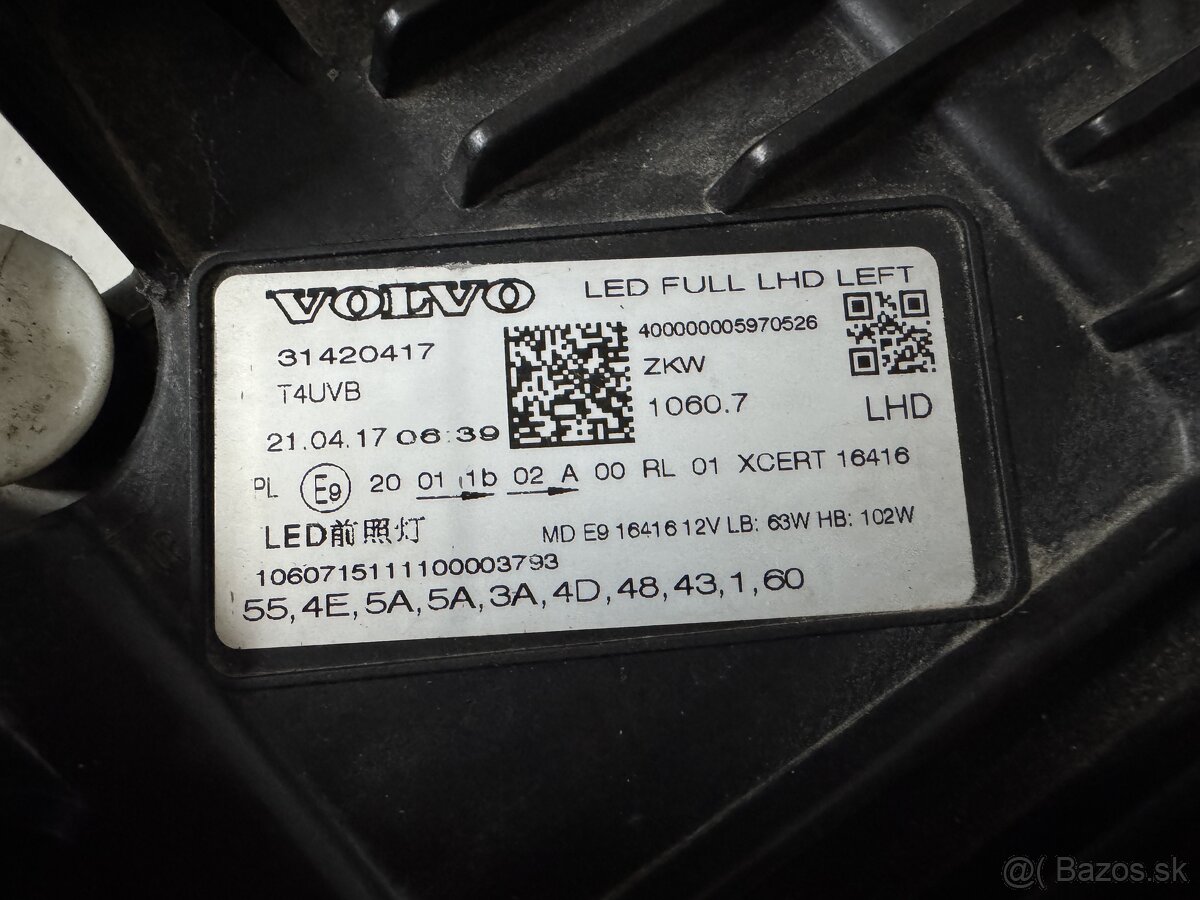 VOLVO LED FULL LHD LEFT
31420417 400000005970526
T4UVB ZKW
21.04.17 06:39 1060.7 LHD
PL E9 20 01 1b 02 A 00 RL 01 XCERT 16416
LED前照灯 MD E9 16416 12V LB: 63W HB: 102W
1060715111100003793
55,4E,5A,5A,3A,4D,48,43,1,60
@( Bazos.sk